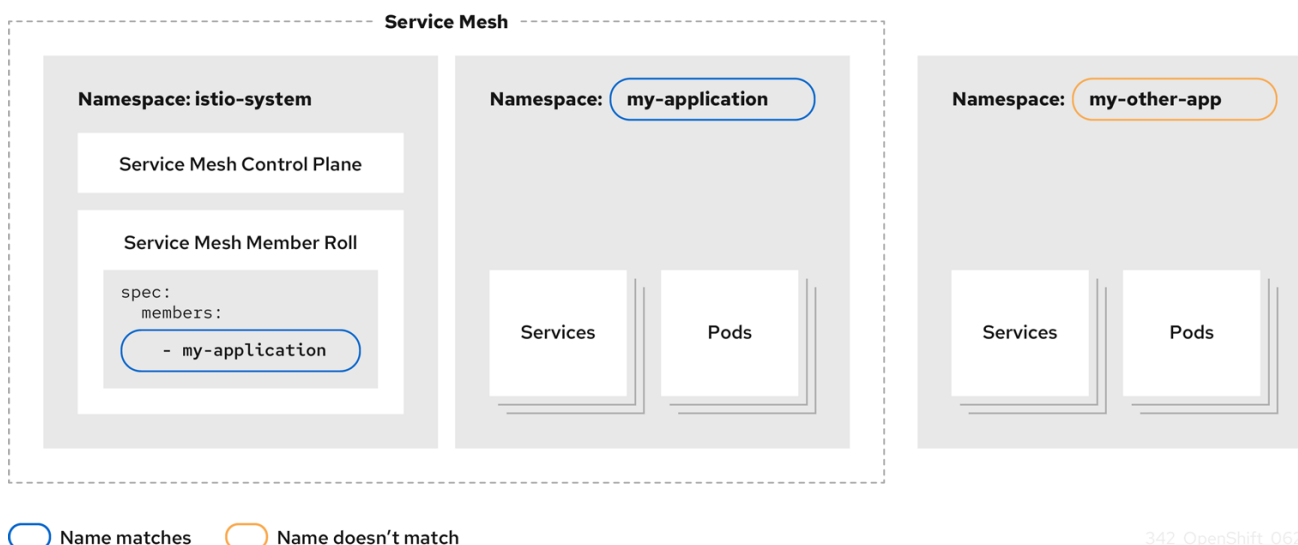 Service Mesh
Namespace: istio-system
Service Mesh Control Plane
Service Mesh Member Roll
spec:
members:
- my-application
Namespace: my-application
Services
Pods
Namespace: my-other-app
Services
Pods
Name matches
Name doesn’t match
342 OpenShift 062